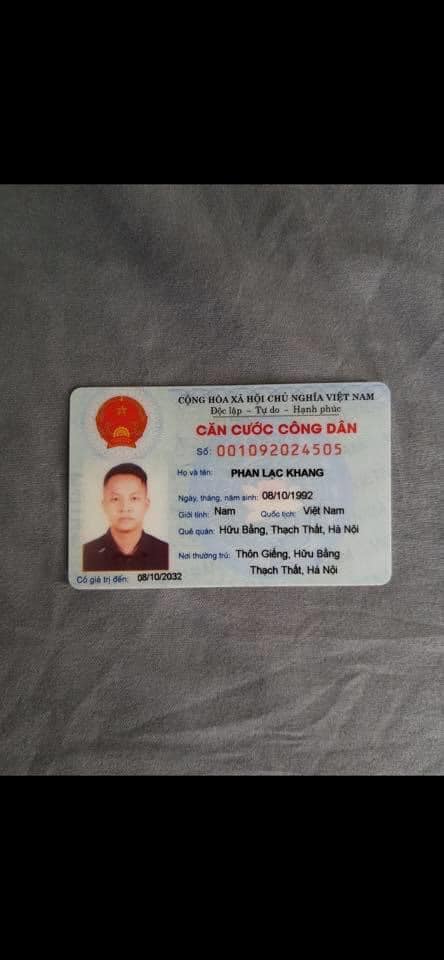 CỘNG HÒA XÃ HỘI CHỦ NGHĨA VIỆT NAM
Độc lập – Tự do – Hạnh phúc
CĂN CƯỚC CÔNG DÂN
Số: 001092024505
Họ và tên: PHAN LẠC KHANG
Ngày, tháng, năm sinh: 08/10/1992
Giới tính: Nam Quốc tịch: Việt Nam
Quê quán: Hữu Bằng, Thạch Thất, Hà Nội
Nơi thường trú: Thôn Giếng, Hữu Bằng
Thạch Thất, Hà Nội
Có giá trị đến: 08/10/2032